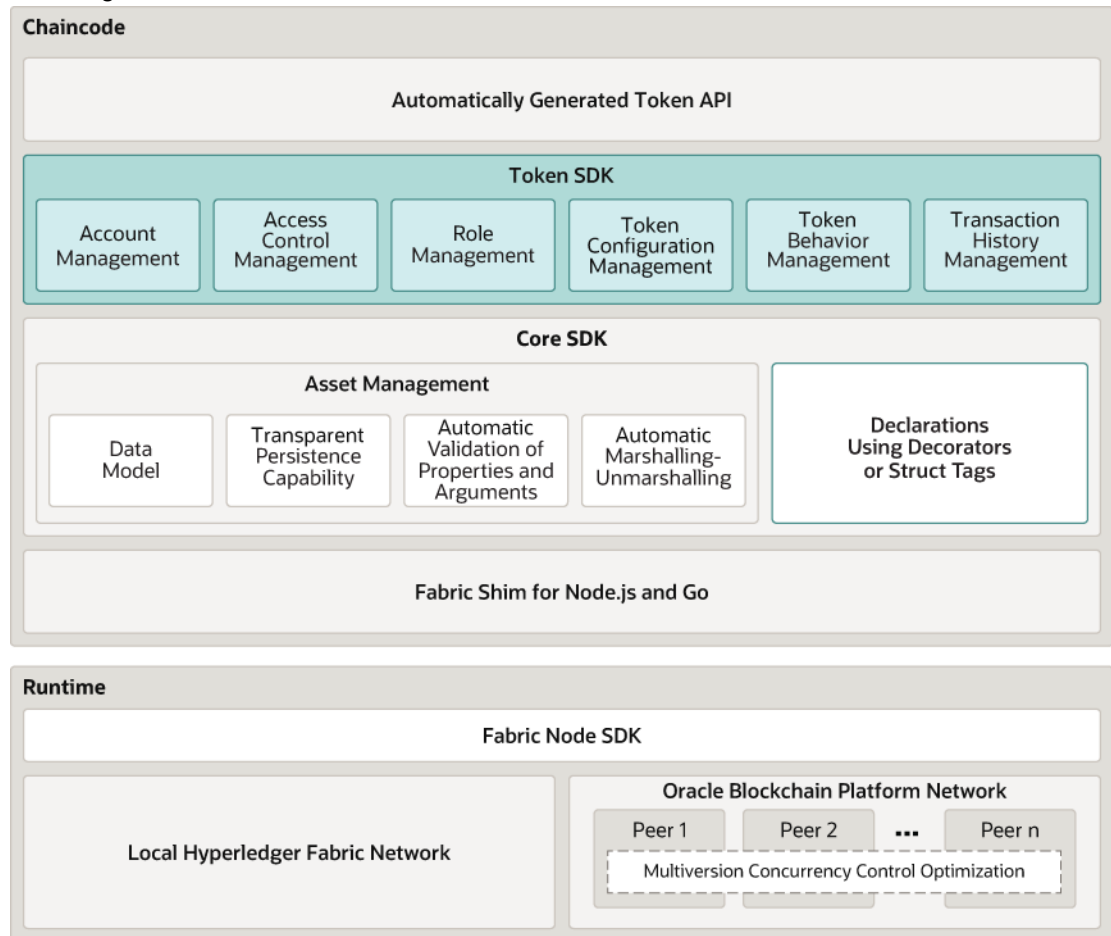 Chaincode
Automatically Generated Token API
Token SDK
Account
Management
Access
Control
Management
Role
Management
Token
Configuration
Management
Token
Behavior
Management
Transaction
History
Management
Core SDK
Asset Management
Data
Model
Transparent
Persistence
Capability
Automatic
Validation of
Properties and
Arguments
Automatic
Marshalling-
Unmarshalling
Declarations
Using Decorators
or Struct Tags
Fabric Shim for Node.js and Go
Runtime
Fabric Node SDK
Local Hyperledger Fabric Network
Oracle Blockchain Platform Network
Peer 1
Peer 2
...
Peer n
Multiversion Concurrency Control Optimization